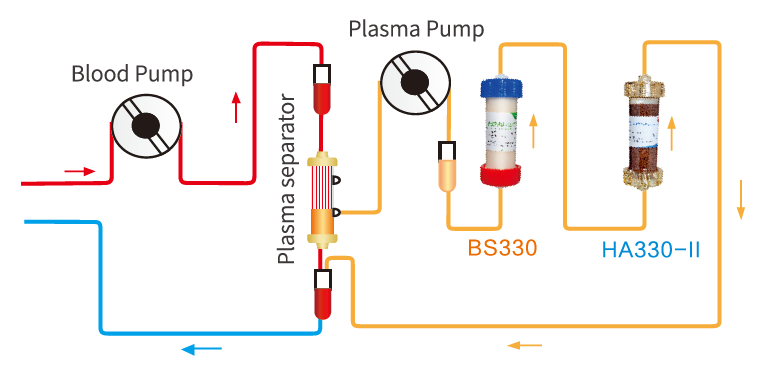 Plasma Pump
Blood Pump
Plasma separator
BS330
HA330-II